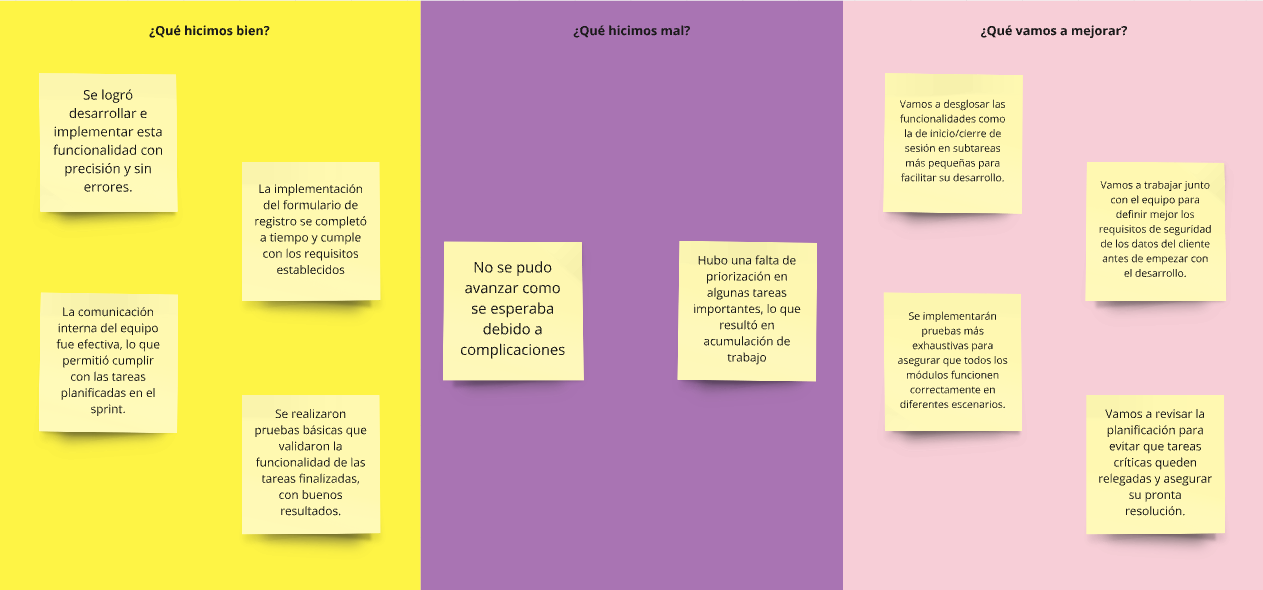 ¿Qué hicimos bien?
Se logró
desarrollar e
implementar esta
funcionalidad con
precisión y sin
errores.
La implementación
del formulario de
registro se completó
a tiempo y cumple
con los requisitos
establecidos
La comunicación
interna del equipo
fue efectiva, lo que
permitió cumplir
con las tareas
planificadas en el
sprint.
Se realizaron
pruebas básicas que
validaron la
funcionalidad de las
tareas finalizadas,
con buenos
resultados.
¿Qué hicimos mal?
No se pudo
avanzar como
se esperaba
debido a
complicaciones
Hubo una falta de
priorización en
algunas tareas
importantes, lo que
resultó en
acumulación de
trabajo
¿Qué vamos a mejorar?
Vamos a desglosar las
funcionalidades como
la de inicio/cierre de
sesión en subtareas
más pequeñas para
facilitar su desarrollo.
Vamos a trabajar junto
con el equipo para
definir mejor los
requisitos de seguridad
de los datos del cliente
antes de empezar con
el desarrollo.
Se implementarán
pruebas más
exhaustivas para
asegurar que todos los
módulos funcionen
correctamente en
diferentes escenarios.
Vamos a revisar la
planificación para
evitar que tareas
críticas queden
relegadas y asegurar
su pronta
resolución.